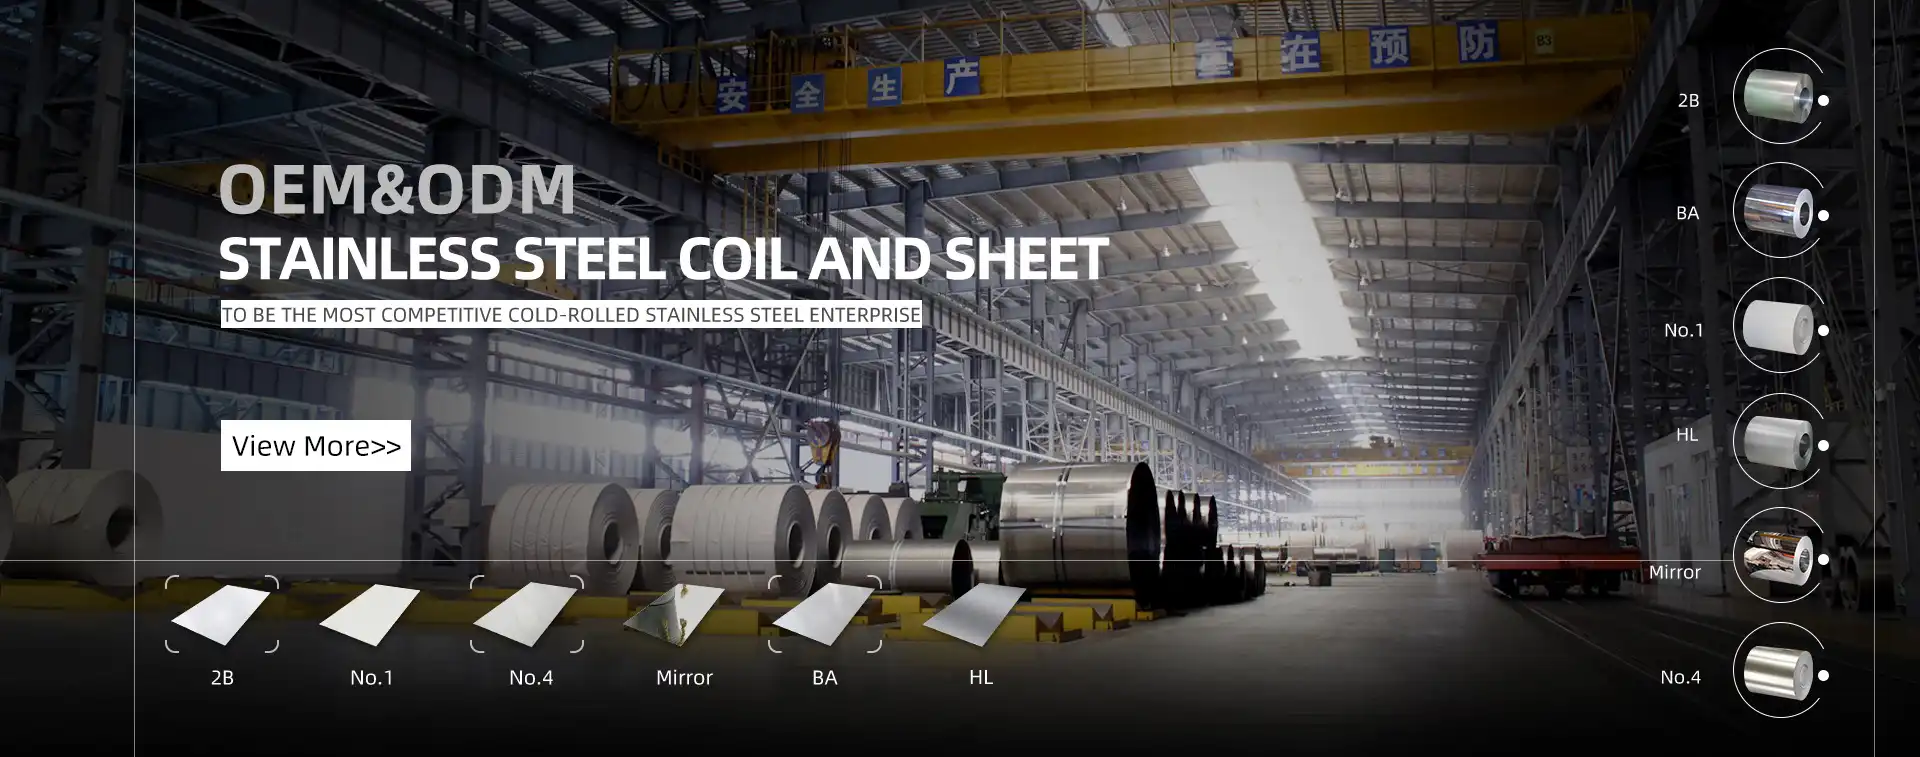 安全生产 重在预防 B3
OEM&ODM
STAINLESS STEEL COIL AND SHEET
TO BE THE MOST COMPETITIVE COLD-ROLLED STAINLESS STEEL ENTERPRISE
View More>>
2B
No.1
No.4
Mirror
BA
HL
2B
BA
No.1
HL
Mirror
No.4